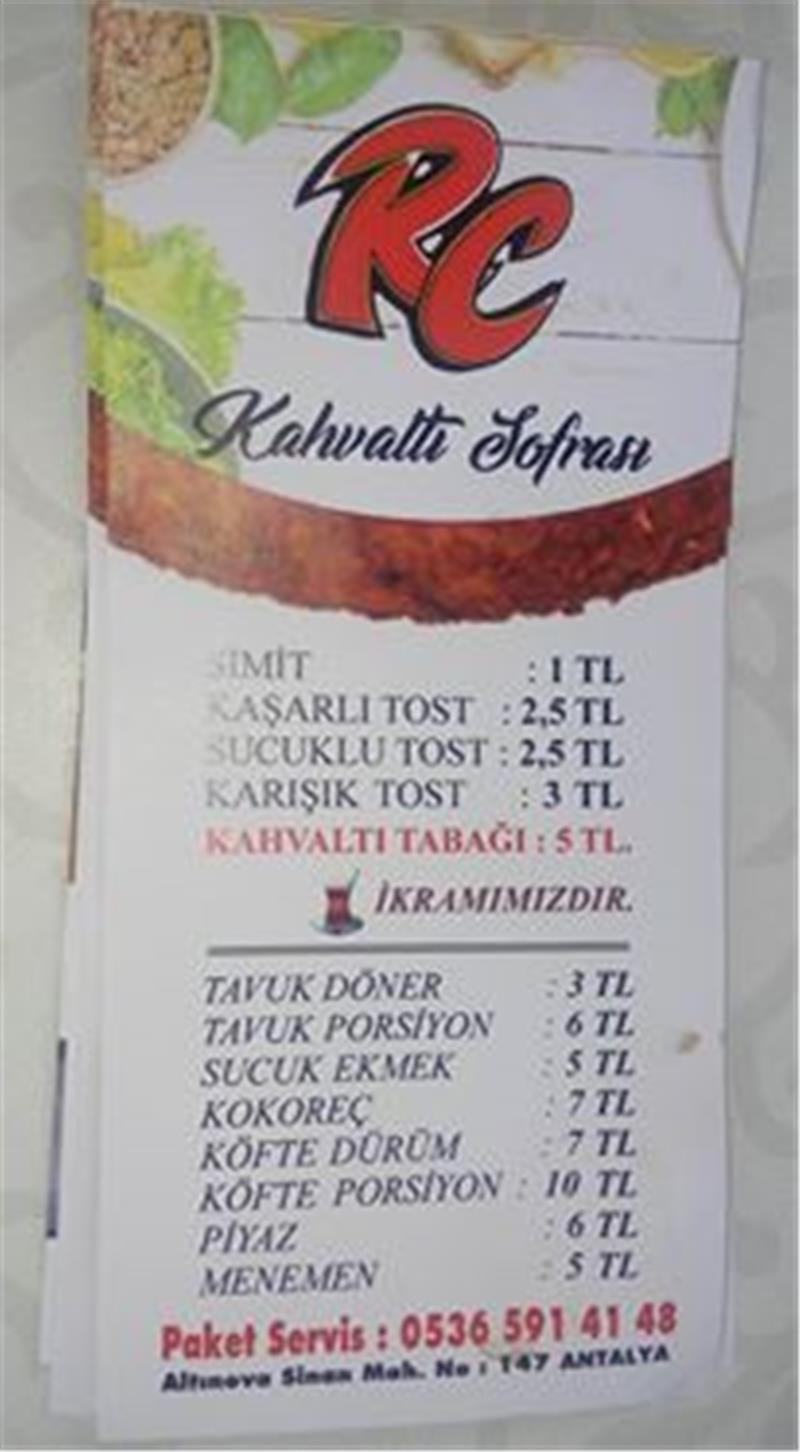 RC
Kahvaltı Sofrası
SİMİT : 1 TL
KAŞARLI TOST : 2,5 TL
SUCUKLU TOST : 2,5 TL
KARIŞIK TOST : 3 TL
KAHVALTI TABAĞI : 5 TL.
İKRAMIMIZDIR.
TAVUK DÖNER : 3 TL
TAVUK PORSİYON : 6 TL
SUCUK EKMEK : 5 TL
KOKOREÇ : 7 TL
KÖFTE DÜRÜM : 7 TL
KÖFTE PORSİYON : 10 TL
PİYAZ : 6 TL
MENEMEN : 5 TL
Paket Servis : 0536 591 41 48
Altınova Sinan Mah. No : 147 ANTALYA